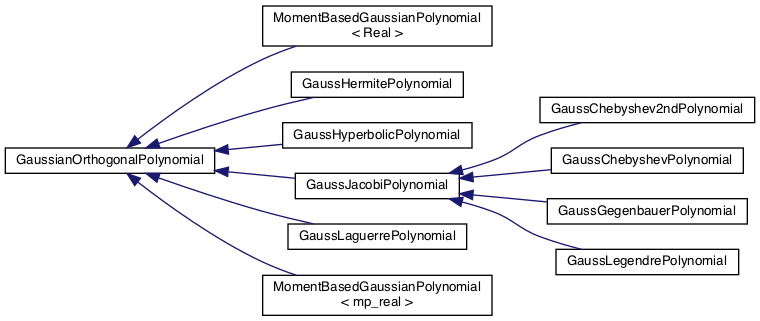 MomentBasedGaussianPolynomial
< Real >
GaussHermitePolynomial
GaussHyperbolicPolynomial
GaussianOrthogonalPolynomial
GaussJacobiPolynomial
GaussLaguerrePolynomial
MomentBasedGaussianPolynomial
< mp_real >
GaussChebyshev2ndPolynomial
GaussChebyshevPolynomial
GaussGegenbauerPolynomial
GaussLegendrePolynomial